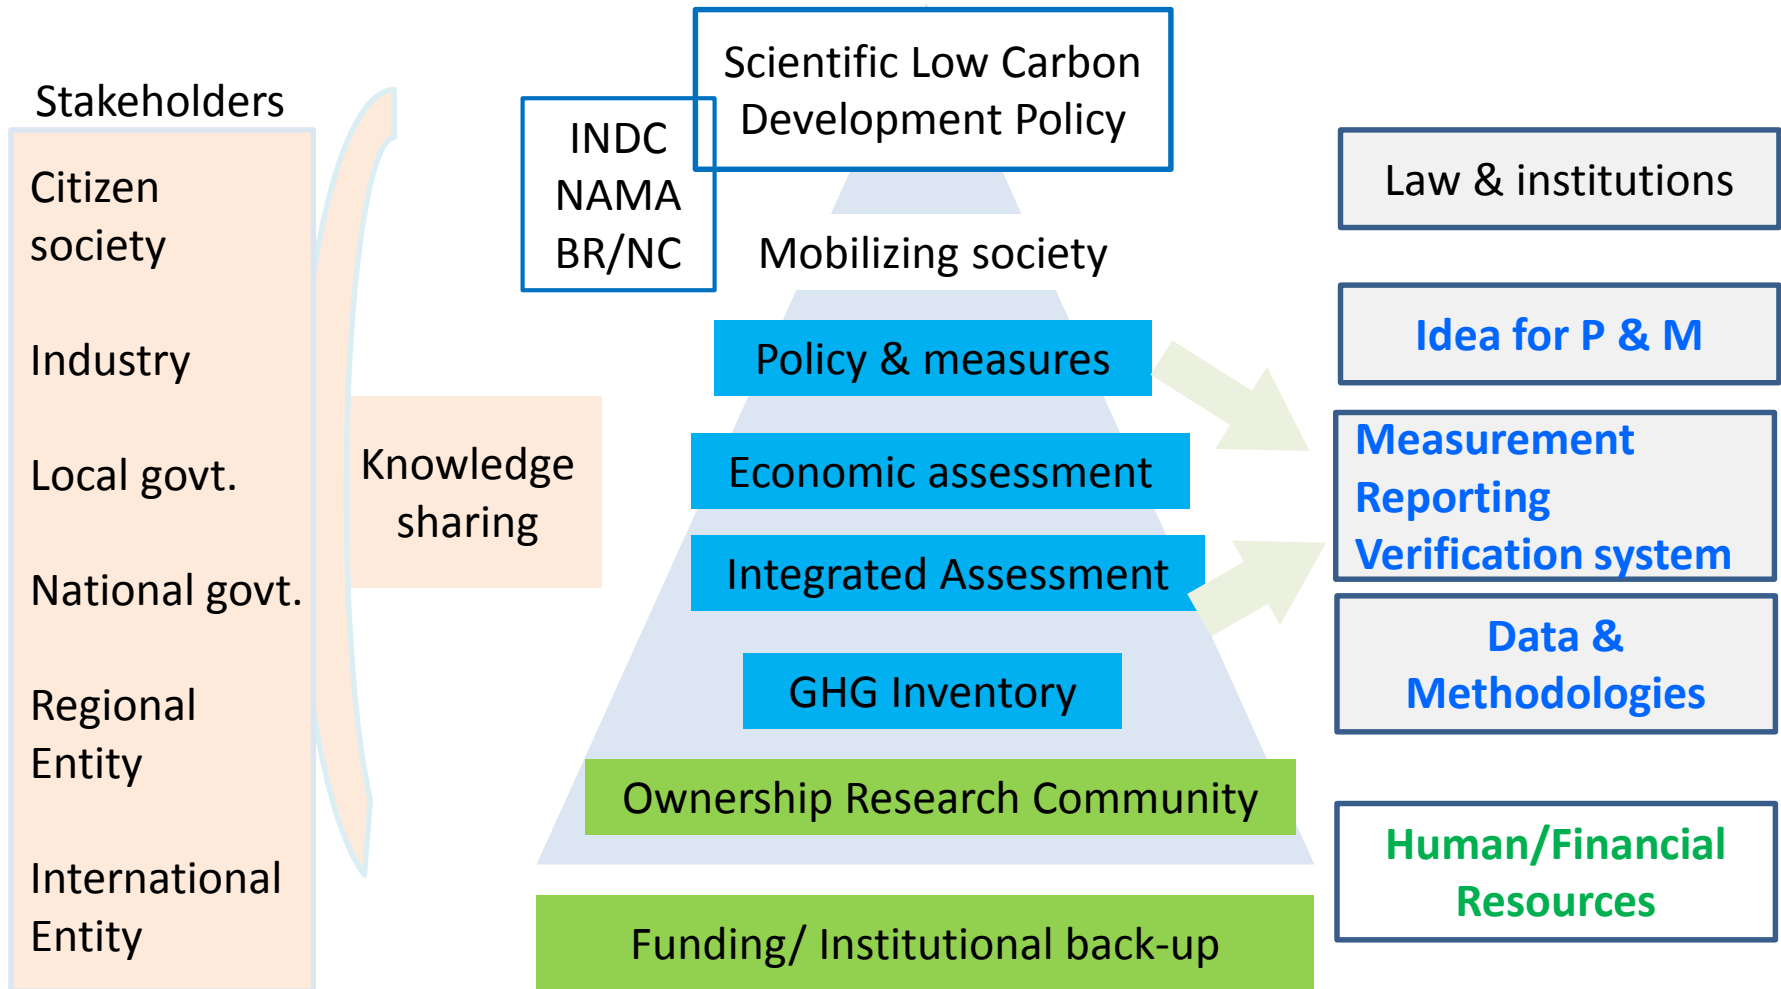 Stakeholders
Citizen
society
Industry
Local govt.
National govt.
Regional
Entity
International
Entity
Knowledge
sharing
INDC
NAMA
BR/NC
Scientific Low Carbon
Development Policy
Mobilizing society
Policy & measures
Economic assessment
Integrated Assessment
GHG Inventory
Ownership Research Community
Funding/ Institutional back-up
Law & institutions
Idea for P & M
Measurement
Reporting
Verification system
Data &
Methodologies
Human/Financial
Resources